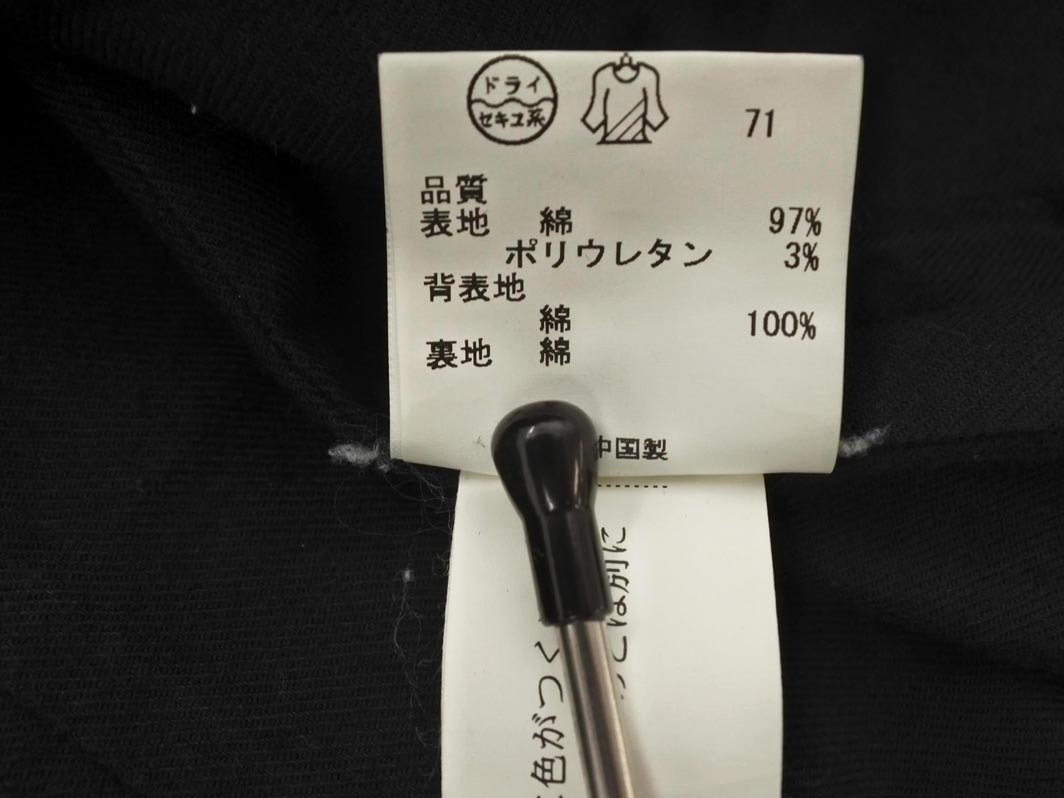 ドライ
セキユ系
71
品質
表地 綿 97%
ポリウレタン 3%
背表地
綿 100%
裏地 綿
中国製
は別に
色がつく